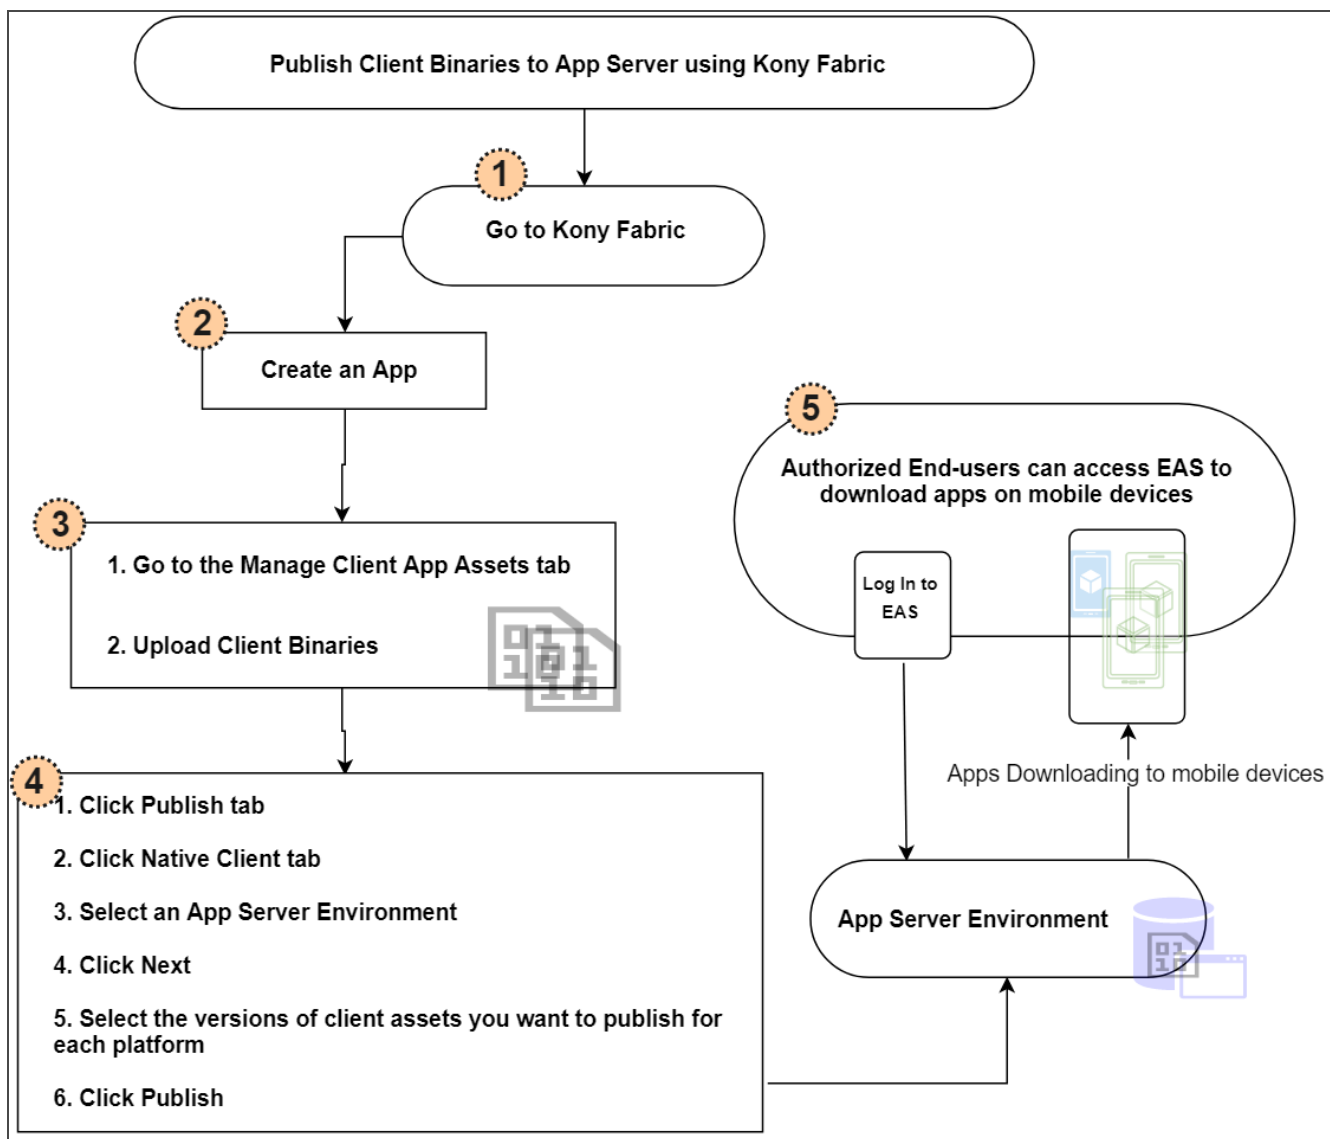 Publish Client Binaries to App Server using Kony Fabric
1
Go to Kony Fabric
2
Create an App
3
1. Go to the Manage Client App Assets tab
2. Upload Client Binaries
4
1. Click Publish tab
2. Click Native Client tab
3. Select an App Server Environment
4. Click Next
5. Select the versions of client assets you want to publish for
each platform
6. Click Publish
5
Authorized End-users can access EAS to
download apps on mobile devices
Log In to
EAS
Apps Downloading to mobile devices
App Server Environment